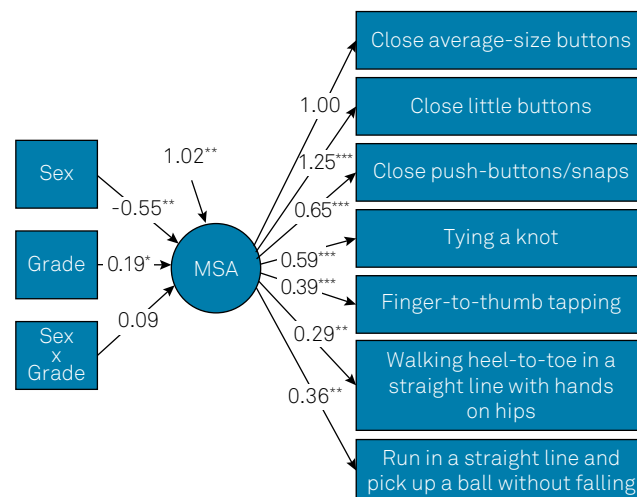 Close average-size buttons
1.00
Close little buttons
1.02**
1.25***
Sex
Close push-buttons/snaps
-0.55**
0.65***
Grade
0.19*
MSA
0.59***
Tying a knot
0.39***
Finger-to-thumb tapping
0.09
0.29**
Sex
x
Grade
Walking heel-to-toe in a
straight line with hands
on hips
0.36**
Run in a straight line and
pick up a ball without falling